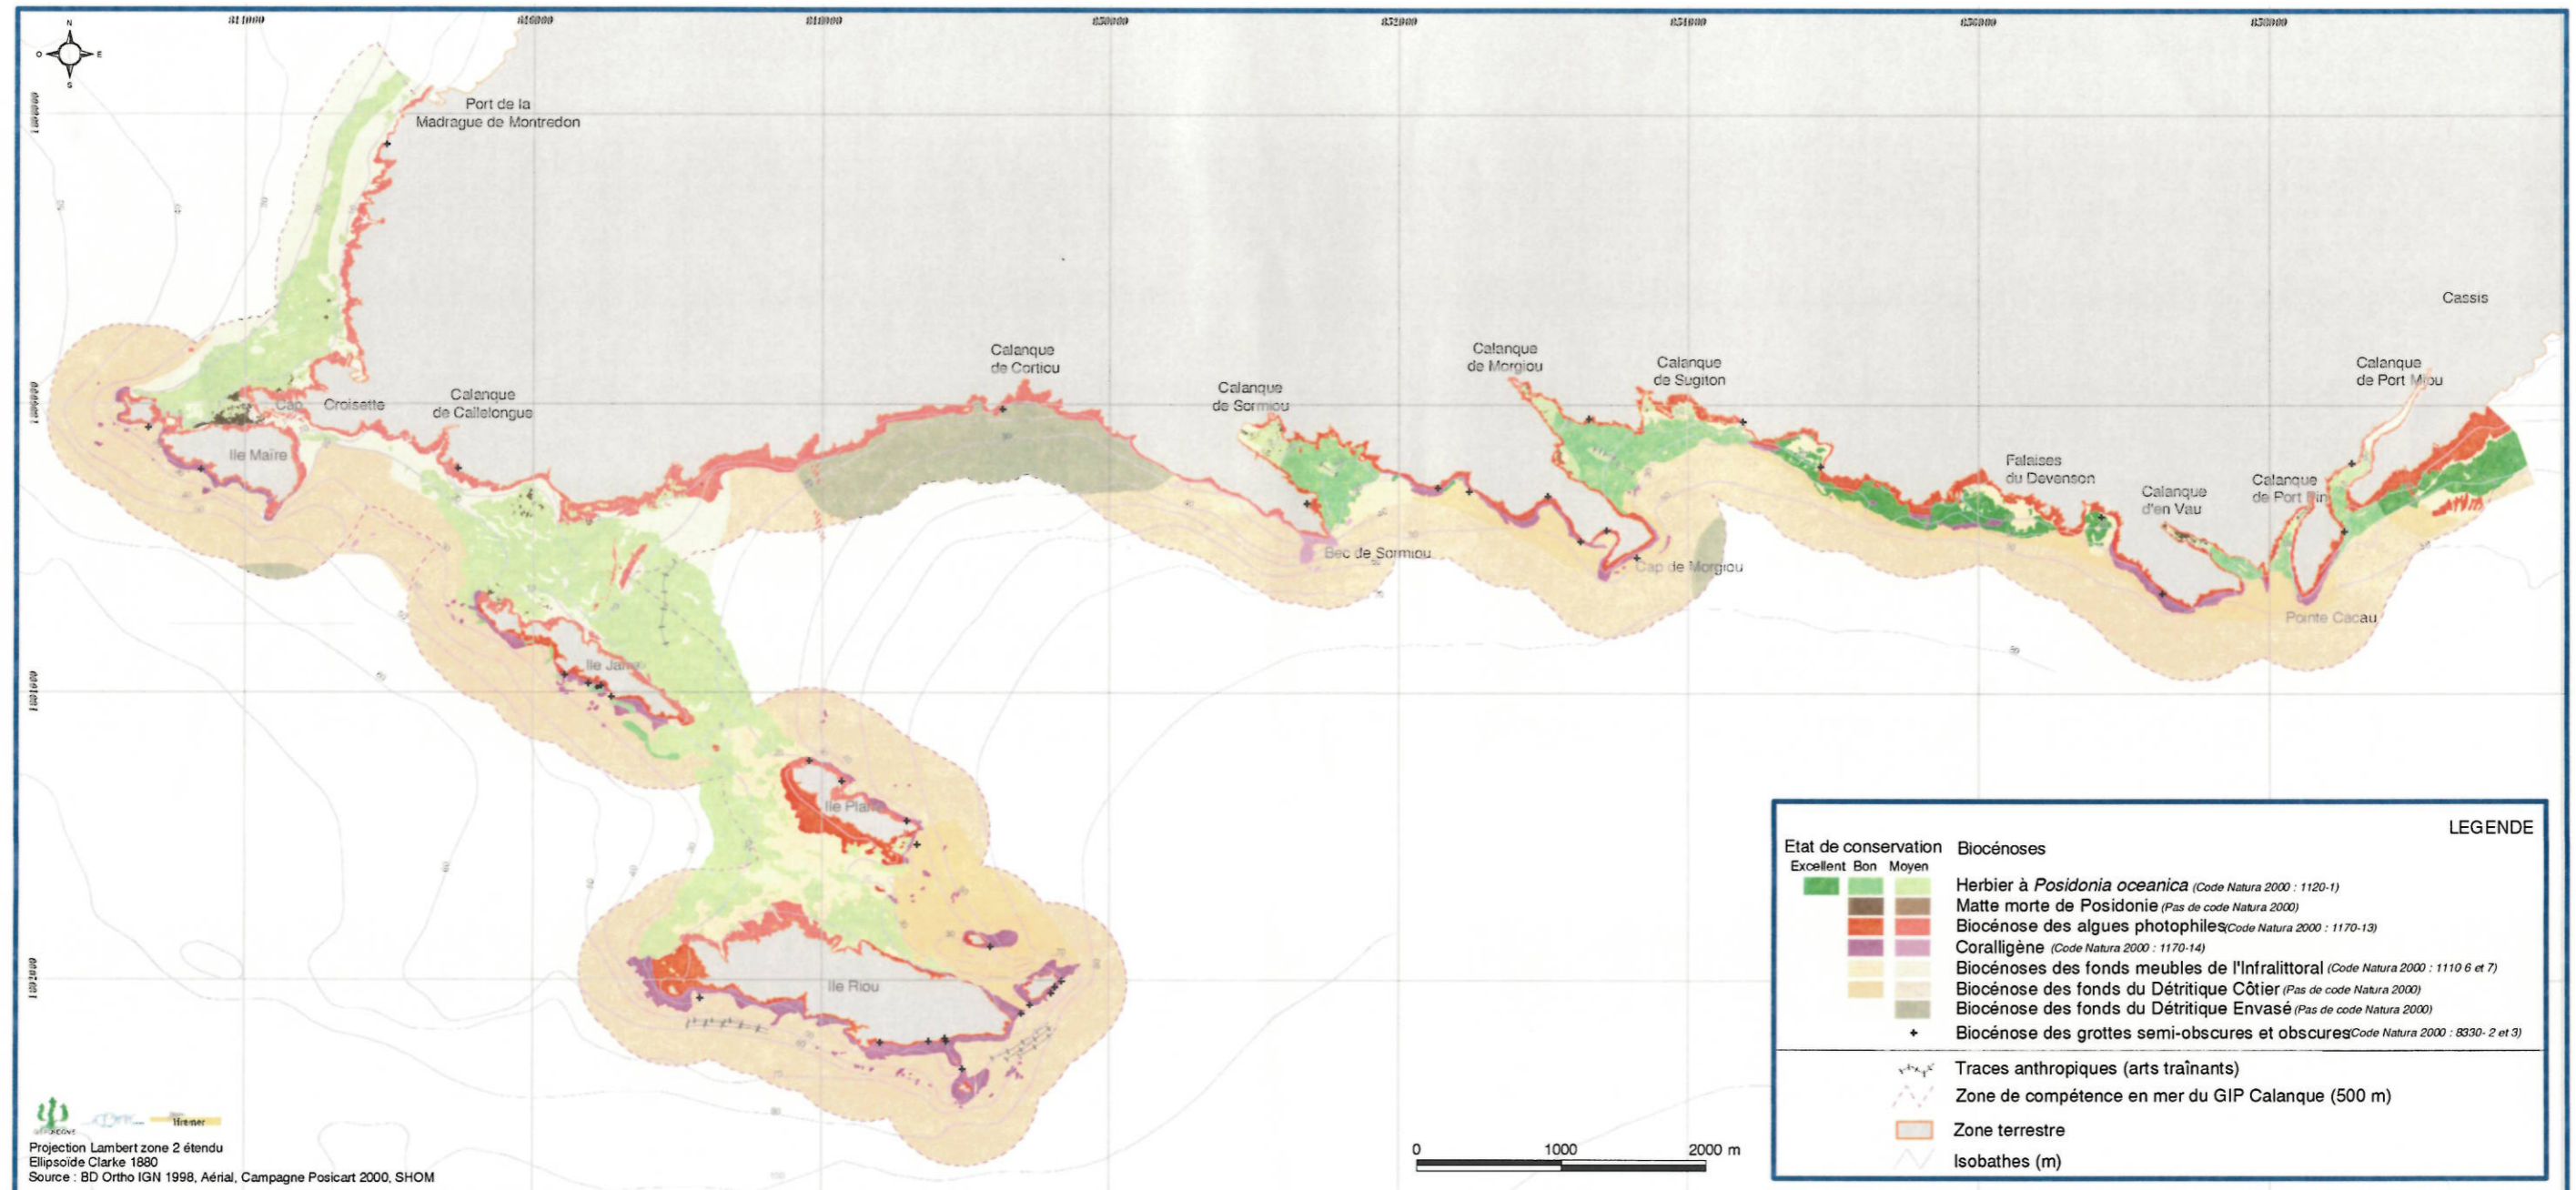 N
O
E
S
Port de la
Madrague de Montredon
Cassis
Calanque
de Port Miou
Calanque
de Cortiou
Calanque
de Morgiou
Calanque
de Sugiton
Calanque
de Sormiou
Calanque
de Callelongue
Cap Croisette
Ile Maire
Falaises
du Devenson
Calanque
d'en Vau
Calanque
de Port Pin
Bec de Sormiou
Cap de Morgiou
Pointe Cacau
Ile Jarre
Ile Plane
Ile Riou
LEGENDE
Etat de conservation Biocénoses
Excellent Bon Moyen
Herbier à Posidonia oceanica (Code Natura 2000 : 1120-1)
Matte morte de Posidonie (Pas de code Natura 2000)
Biocénose des algues photophiles(Code Natura 2000 : 1170-13)
Coralligène (Code Natura 2000 : 1170-14)
Biocénoses des fonds meubles de l'Infralittoral (Code Natura 2000 : 1110 6 et 7)
Biocénose des fonds du Détritique Côtier (Pas de code Natura 2000)
Biocénose des fonds du Détritique Envasé (Pas de code Natura 2000)
Biocénose des grottes semi-obscures et obscures(Code Natura 2000 : 8330- 2 et 3)
Traces anthropiques (arts traînants)
Zone de compétence en mer du GIP Calanque (500 m)
Zone terrestre
Isobathes (m)
0 1000 2000 m
Ifremer
Projection Lambert zone 2 étendu
Ellipsoïde Clarke 1880
Source : BD Ortho IGN 1998, Aérial, Campagne Posicart 2000, SHOM